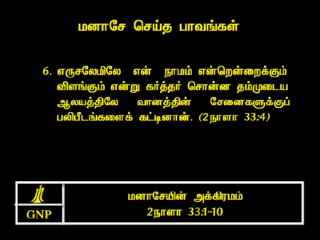 மனாசே செய்த பாவங்கள்
6. எருசலேமிலே என் நாமம் என்றென்றைக்கும்
விளங்கும் என்று கர்த்தர் சொன்ன தம்முடைய
ஆலயத்திலே வானத்தின் சேனைகளுக்குப்
பலிபீடங்களைக் கட்டினான். (2நாளா 33:4)
மனாசேயின் அக்கிரமம்
2நாளா 33:1-10
GNP